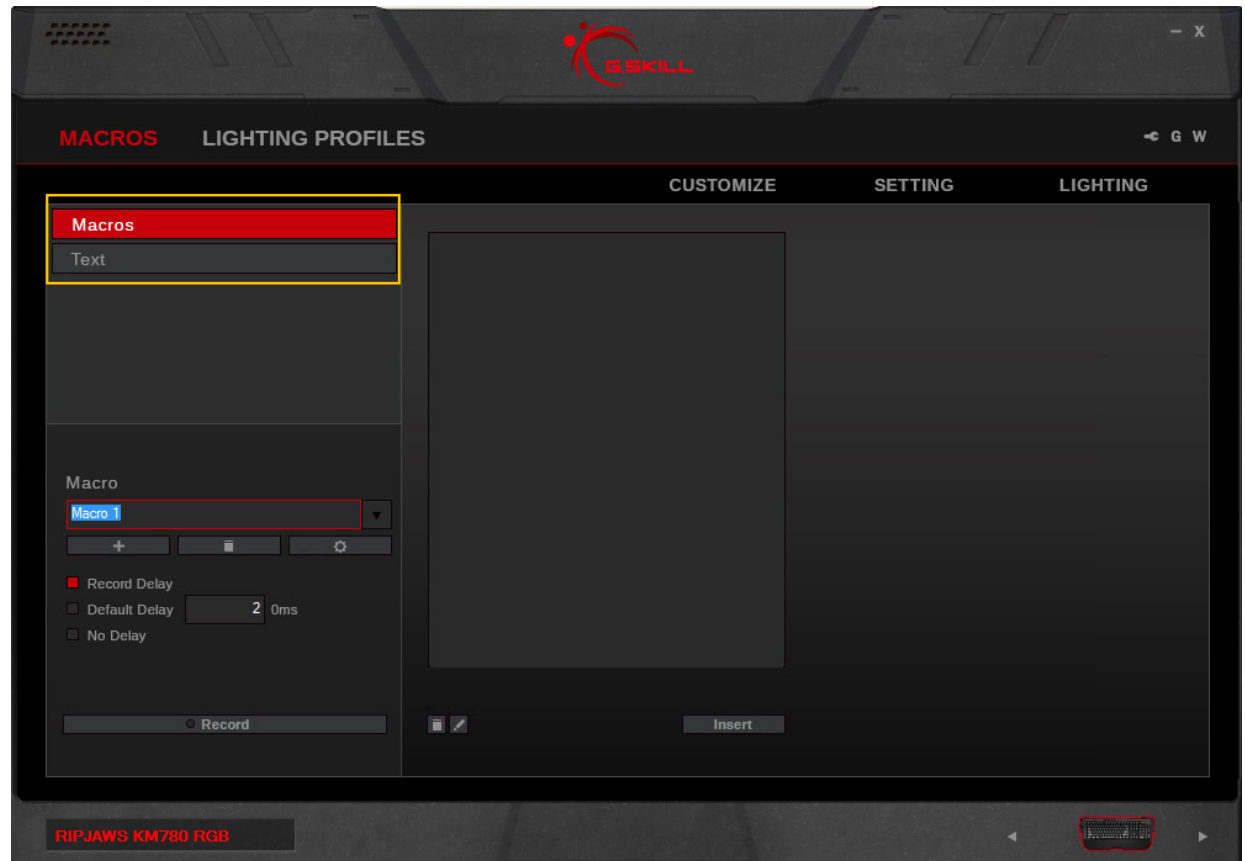 G.SKILL
– X
MACROS LIGHTING PROFILES
G W
CUSTOMIZE SETTING LIGHTING
Macros
Text
Macro
Macro 1
Record Delay
Default Delay 2 0ms
No Delay
Record
Insert
RIPJAWS KM780 RGB